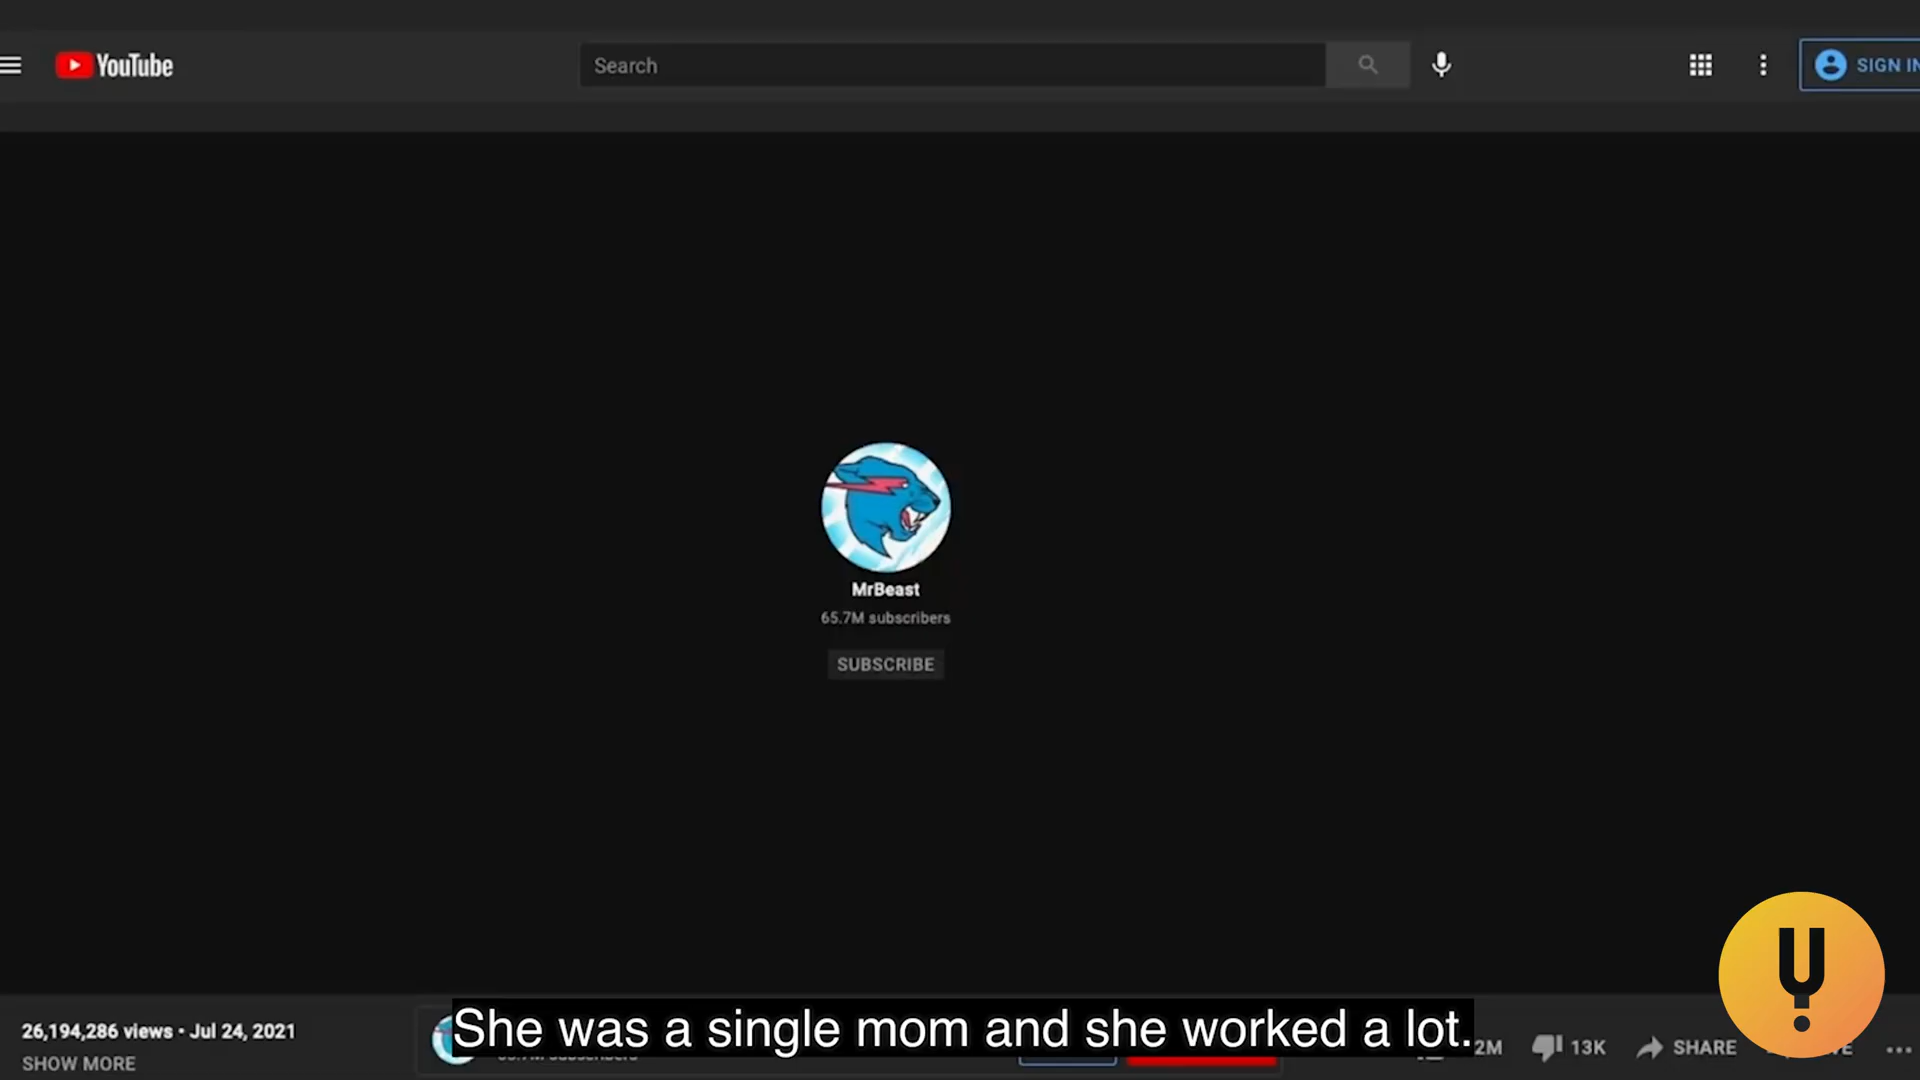 YouTube
Search
SIGN IN
MrBeast
65.7M subscribers
SUBSCRIBE
26,194,286 views • Jul 24, 2021
SHOW MORE
She was a single mom and she worked a lot.
2M
13K
SHARE